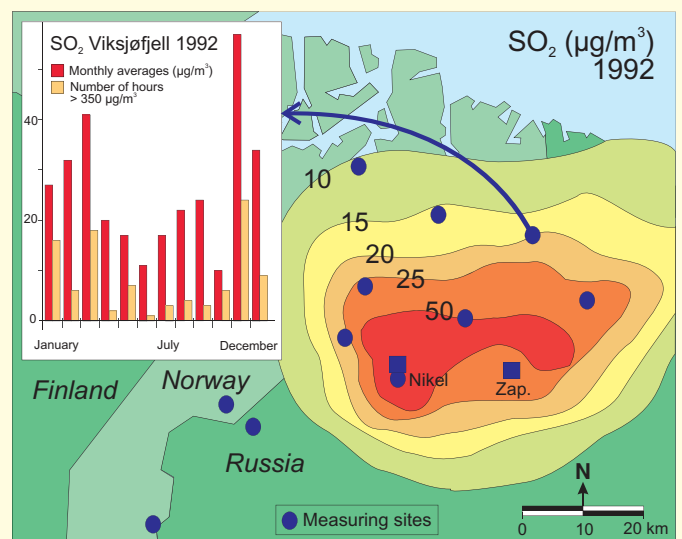 SO₂ Viksjøfjell 1992
Monthly averages (µg/m³)
Number of hours
> 350 µg/m³
40
20
0
January
July
December
SO₂ (µg/m³)
1992
10
15
20
25
50
Nikel
Zap.
Finland
Norway
Russia
Measuring sites
N
0 10 20 km